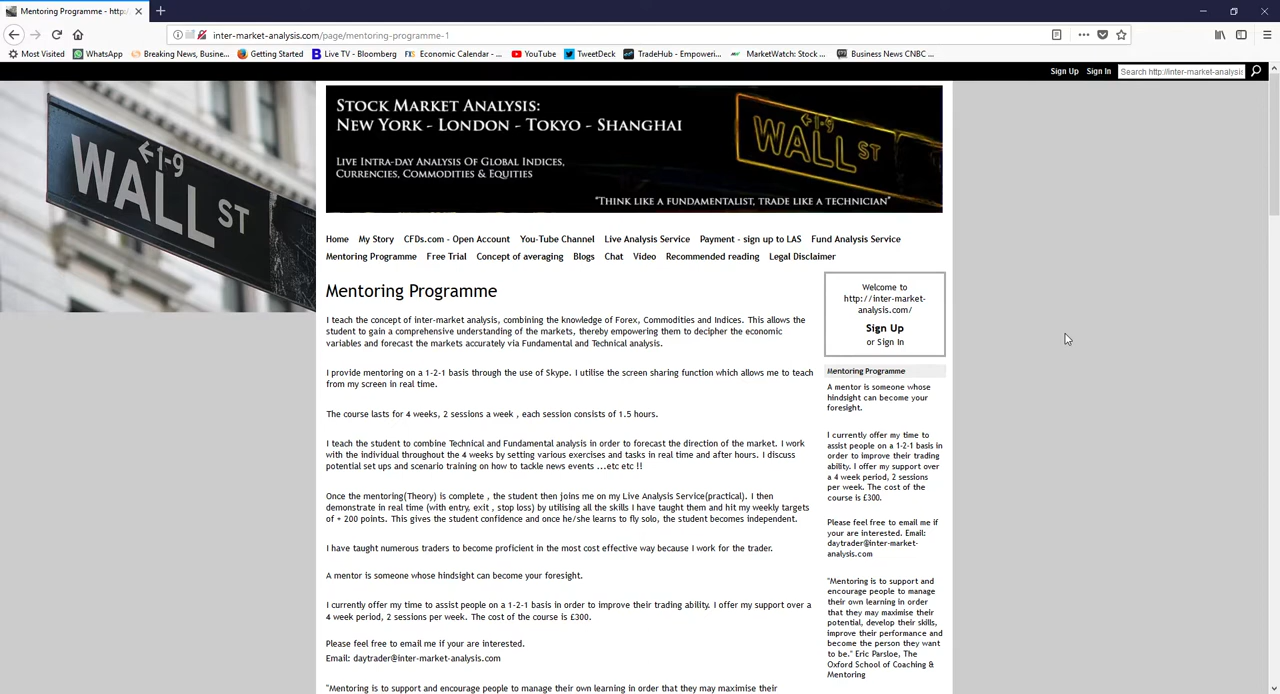 Mentoring Programme - http:/
inter-market-analysis.com/page/mentoring-programme-1
Most Visited WhatsApp Breaking News, Busine... Getting Started Live TV - Bloomberg Economic Calendar - ... YouTube TweetDeck TradeHub - Empoweri... MarketWatch: Stock ... Business News CNBC ...
Sign Up Sign In Search http://inter-market-analysis
STOCK MARKET ANALYSIS:
NEW YORK - LONDON - TOKYO - SHANGHAI
LIVE INTRA-DAY ANALYSIS OF GLOBAL INDICES,
CURRENCIES, COMMODITIES & EQUITIES
"THINK LIKE A FUNDAMENTALIST, TRADE LIKE A TECHNICIAN"
←1-9
WALL ST
←1-9
WALL ST
Home My Story CFDs.com - Open Account You-Tube Channel Live Analysis Service Payment - sign up to LAS Fund Analysis Service
Mentoring Programme Free Trial Concept of averaging Blogs Chat Video Recommended reading Legal Disclaimer
Mentoring Programme
I teach the concept of inter-market analysis, combining the knowledge of Forex, Commodities and Indices. This allows the
student to gain a comprehensive understanding of the markets, thereby empowering them to decipher the economic
variables and forecast the markets accurately via Fundamental and Technical analysis.
I provide mentoring on a 1-2-1 basis through the use of Skype. I utilise the screen sharing function which allows me to teach
from my screen in real time.
The course lasts for 4 weeks, 2 sessions a week , each session consists of 1.5 hours.
I teach the student to combine Technical and Fundamental analysis in order to forecast the direction of the market. I work
with the individual throughout the 4 weeks by setting various exercises and tasks in real time and after hours. I discuss
potential set ups and scenario training on how to tackle news events ...etc etc !!
Once the mentoring(Theory) is complete , the student then joins me on my Live Analysis Service(practical). I then
demonstrate in real time (with entry, exit , stop loss) by utilising all the skills I have taught them and hit my weekly targets
of + 200 points. This gives the student confidence and once he/she learns to fly solo, the student becomes independent.
I have taught numerous traders to become proficient in the most cost effective way because I work for the trader.
A mentor is someone whose hindsight can become your foresight.
I currently offer my time to assist people on a 1-2-1 basis in order to improve their trading ability. I offer my support over a
4 week period, 2 sessions per week. The cost of the course is £300.
Please feel free to email me if your are interested.
Email: daytrader@inter-market-analysis.com
"Mentoring is to support and encourage people to manage their own learning in order that they may maximise their
Welcome to
http://inter-market-
analysis.com/
Sign Up
or Sign In
Mentoring Programme
A mentor is someone whose
hindsight can become your
foresight.
I currently offer my time to
assist people on a 1-2-1 basis in
order to improve their trading
ability. I offer my support over
a 4 week period, 2 sessions
per week. The cost of the
course is £300.
Please feel free to email me if
your are interested. Email:
daytrader@inter-market-
analysis.com
"Mentoring is to support and
encourage people to manage
their own learning in order
that they may maximise their
potential, develop their skills,
improve their performance and
become the person they want
to be." Eric Parsloe, The
Oxford School of Coaching &
Mentoring